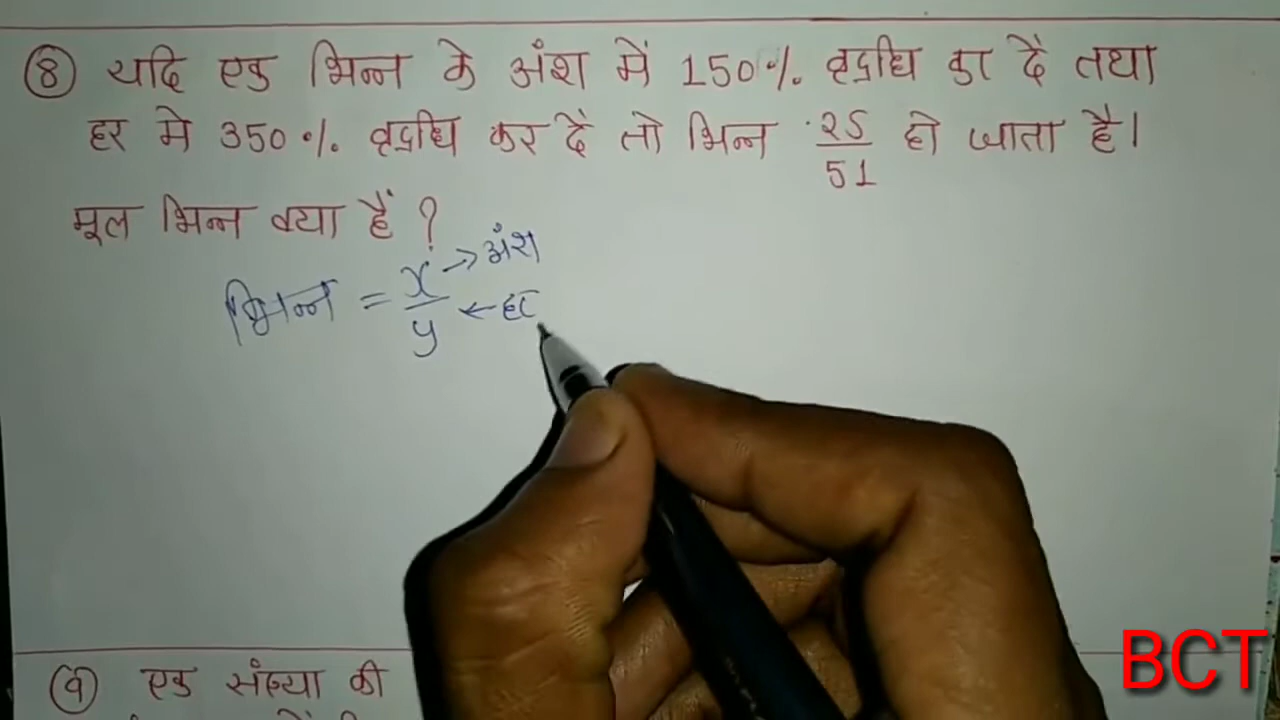 ⑧ यदि एक भिन्न के अंश में 150% वृद्धि कर दें तथा
हर में 350% वृद्धि कर दें तो भिन्न 25/51 हो जाता है।
मूल भिन्न क्या हैं ?
भिन्न = x/y → अंश ← हर
⑨ एक संख्या की
BCT